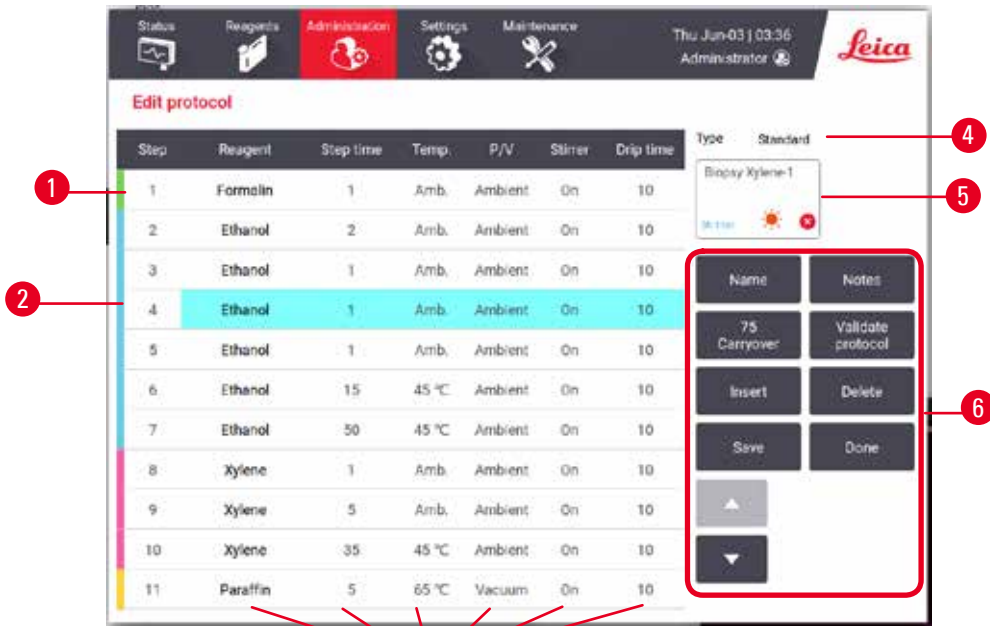 Status Reagents Administration Settings Maintenance Thu Jun-03 | 03:36
Administrator
Leica
Edit protocol
Step Reagent Step time Temp. P/V Stirrer Drip time
Type Standard
4
Biopsy Xylene-1
5
1
1 Formalin 1 Amb. Ambient On 10
2 Ethanol 2 Amb. Ambient On 10
3 Ethanol 1 Amb. Ambient On 10
2
4 Ethanol 1 Amb. Ambient On 10
5 Ethanol 1 Amb. Ambient On 10
6 Ethanol 15 45 °C Ambient On 10
7 Ethanol 50 45 °C Ambient On 10
8 Xylene 1 Amb. Ambient On 10
9 Xylene 5 Amb. Ambient On 10
10 Xylene 35 45 °C Ambient On 10
11 Paraffin 5 65 °C Vacuum On 10
Name Notes
75
Carryover
Validate
protocol
Insert Delete
6
Save Done